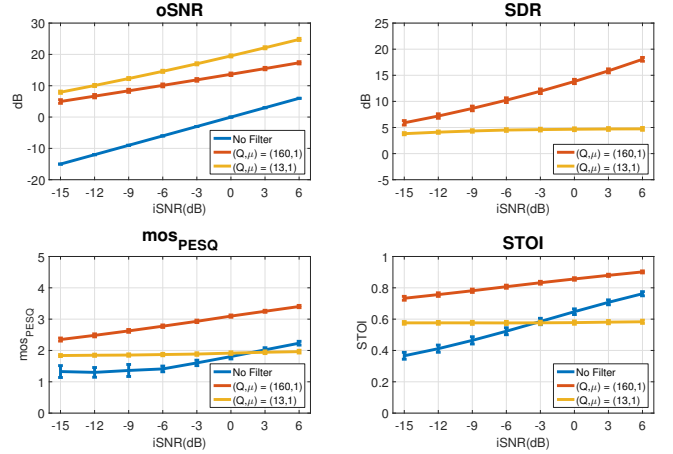 oSNR
30
20
10
0
-10
-20
dB
-15 -12 -9 -6 -3 0 3 6
iSNR(dB)
No Filter
(Q,μ) = (160,1)
(13,1)
SDR
25
20
15
10
5
0
-5
dB
-15 -12 -9 -6 -3 0 3 6
iSNR(dB)
No Filter
(Q,μ) = (160,1)
(Q,μ) = (13,1)
mosPESQ
5
4
3
2
1
0
mosPESQ
-15 -12 -9 -6 -3 0 3 6
iSNR(dB)
No Filter
(Q,μ) = (160,1)
(Q,μ) = (13,1)
STOI
1
0.8
0.6
0.4
0.2
0
STOI
-15 -12 -9 -6 -3 0 3 6
iSNR(dB)
No Filter
(Q,μ) = (160,1)
(Q,μ) = (13,1)